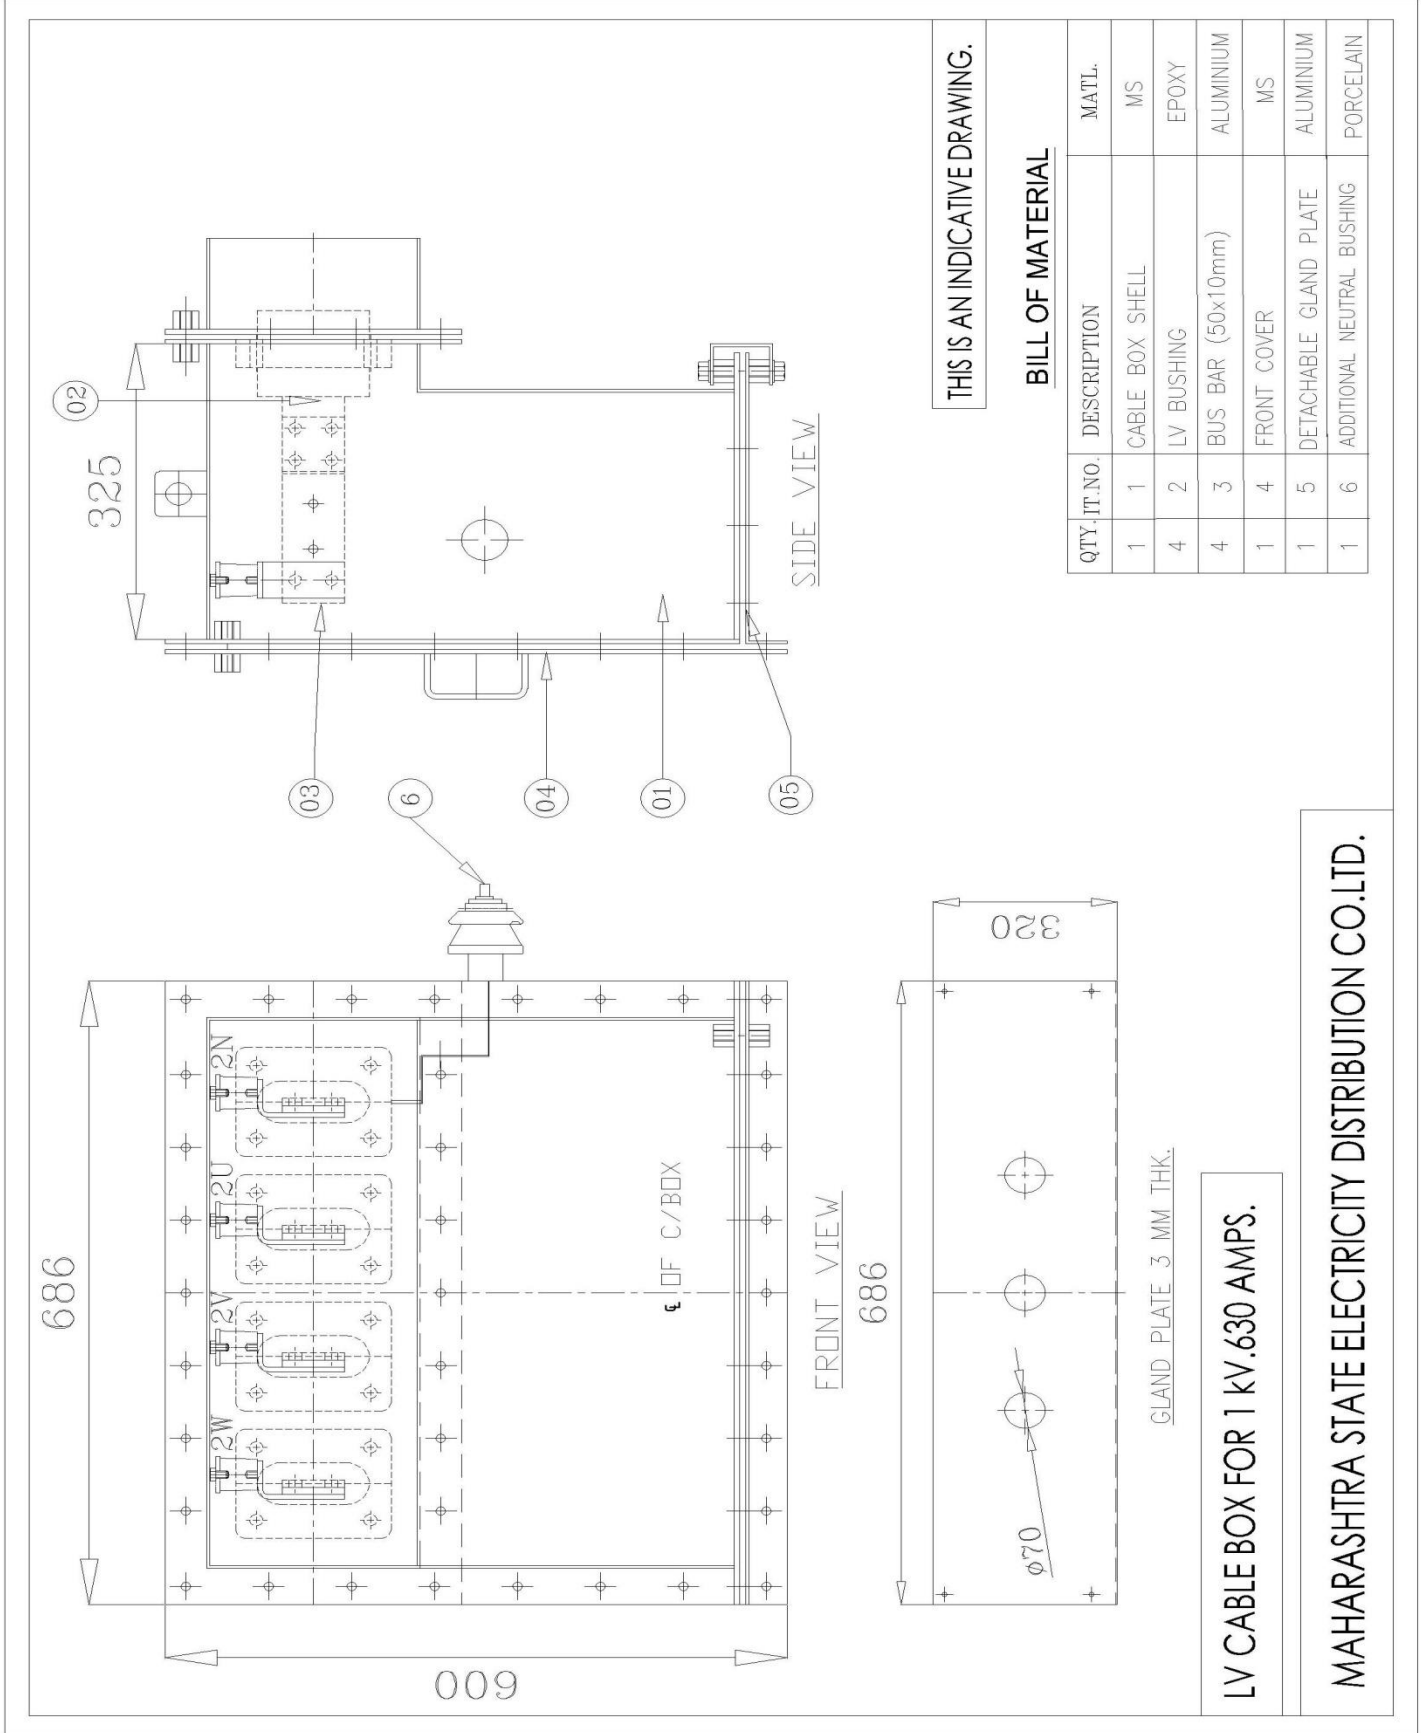 686
325
02
2W 2V 2U 2N
600
03
6
04
01
05
℄ OF C/BOX
FRONT VIEW
SIDE VIEW
686
320
ø70
GLAND PLATE 3 MM THK.
THIS IS AN INDICATIVE DRAWING.
BILL OF MATERIAL
QTY. IT.NO. DESCRIPTION MATL.
1 1 CABLE BOX SHELL MS
4 2 LV BUSHING EPOXY
4 3 BUS BAR (50x10mm) ALUMINIUM
1 4 FRONT COVER MS
1 5 DETACHABLE GLAND PLATE ALUMINIUM
1 6 ADDITIONAL NEUTRAL BUSHING PORCELAIN
LV CABLE BOX FOR 1 KV.630 AMPS.
MAHARASHTRA STATE ELECTRICITY DISTRIBUTION CO.LTD.